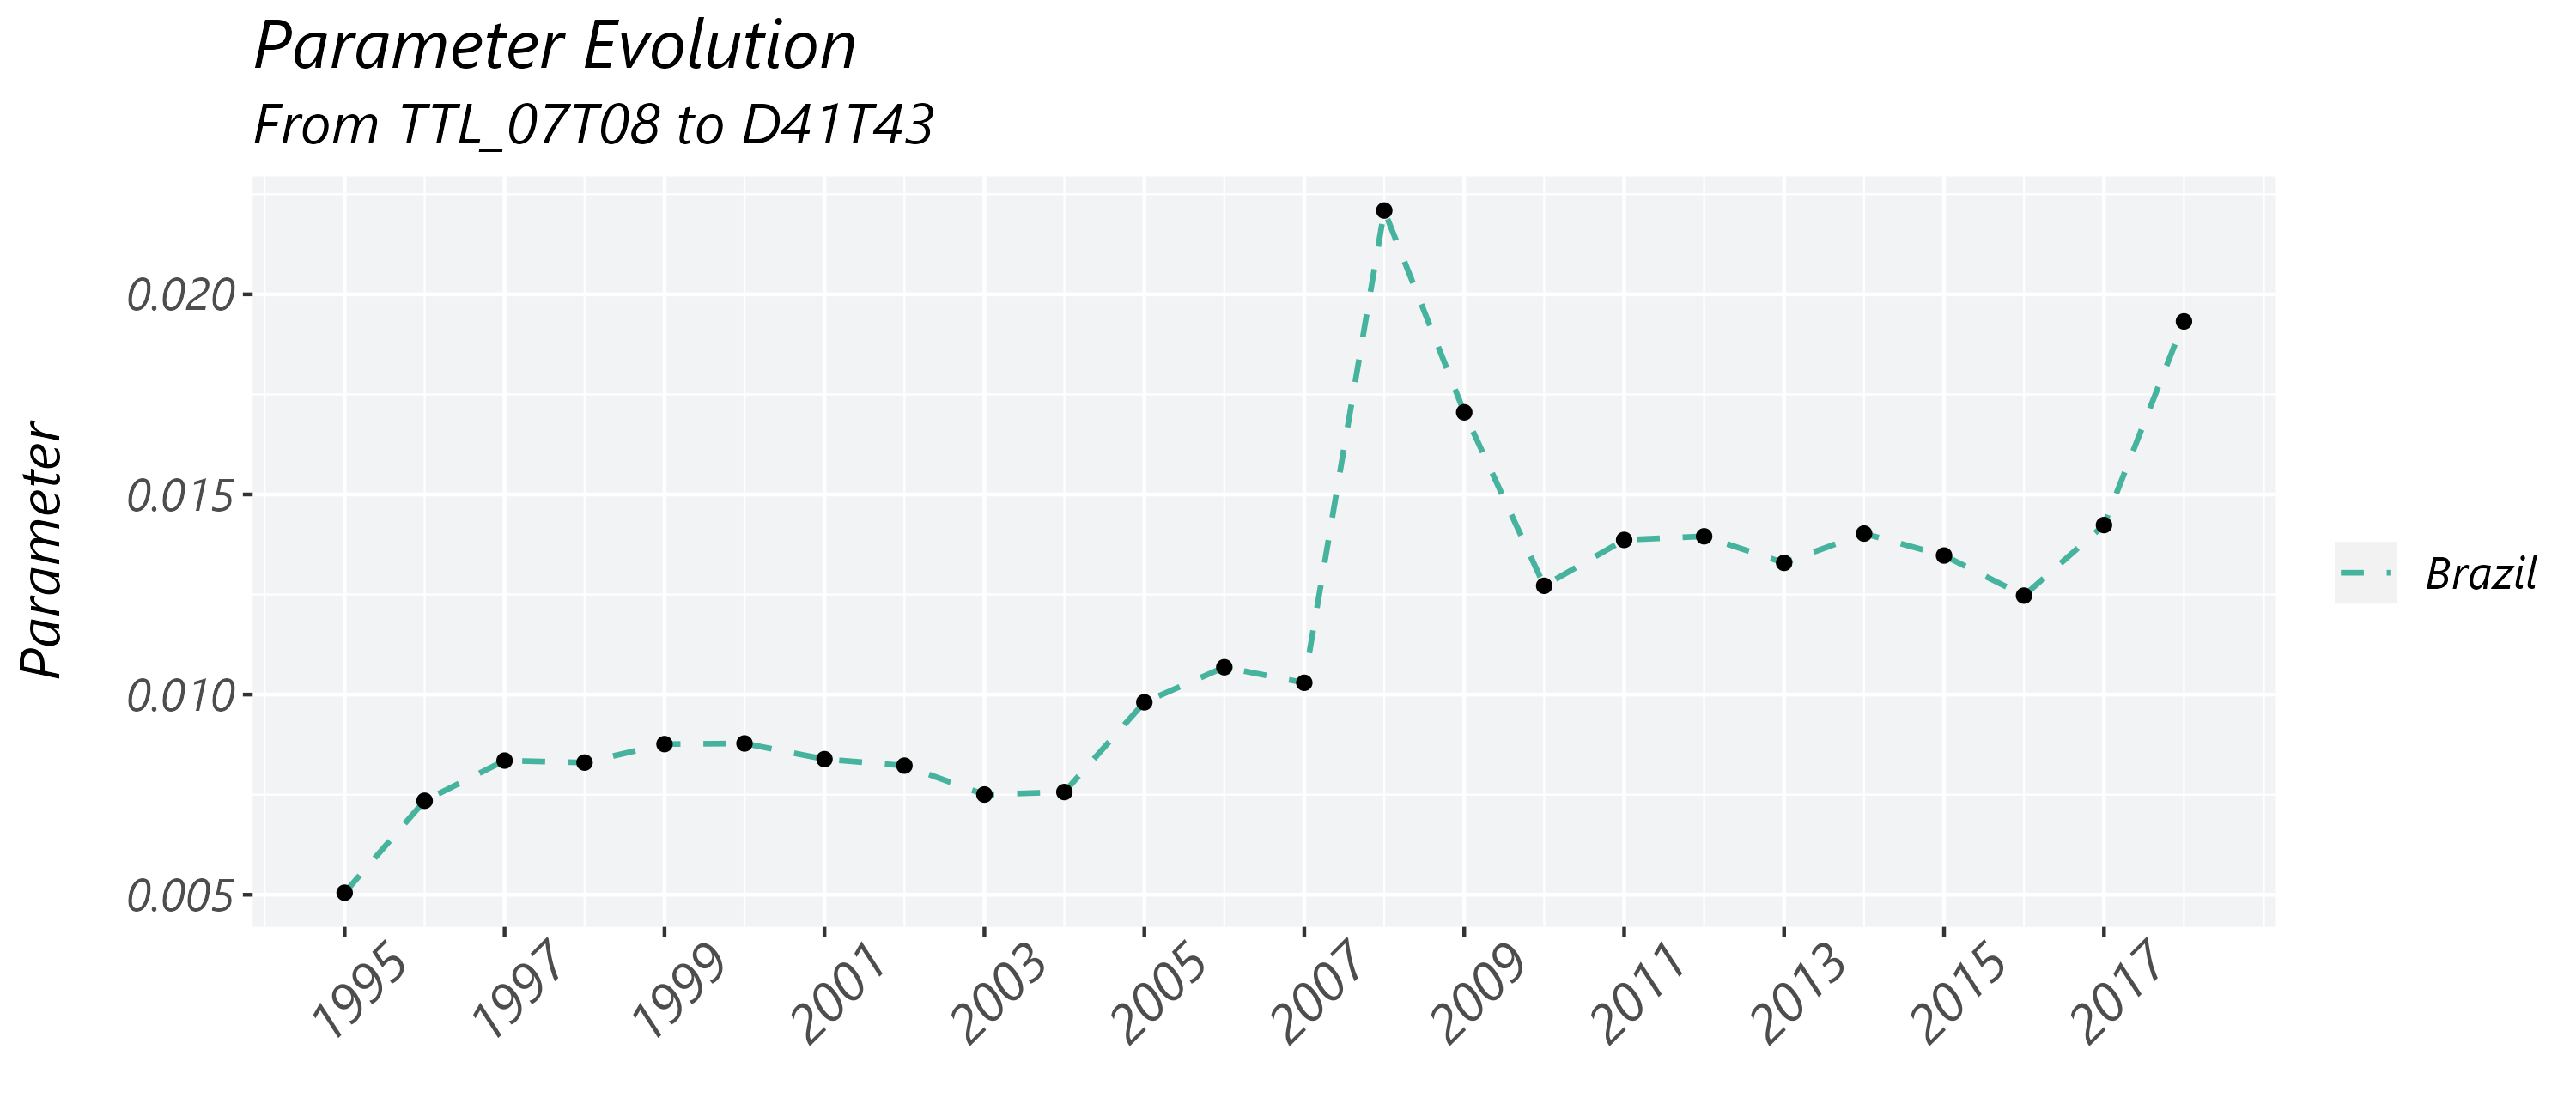 Parameter Evolution
From TTL_07T08 to D41T43
Parameter
0.020
0.015
0.010
0.005
1995 1997 1999 2001 2003 2005 2007 2009 2011 2013 2015 2017
Brazil